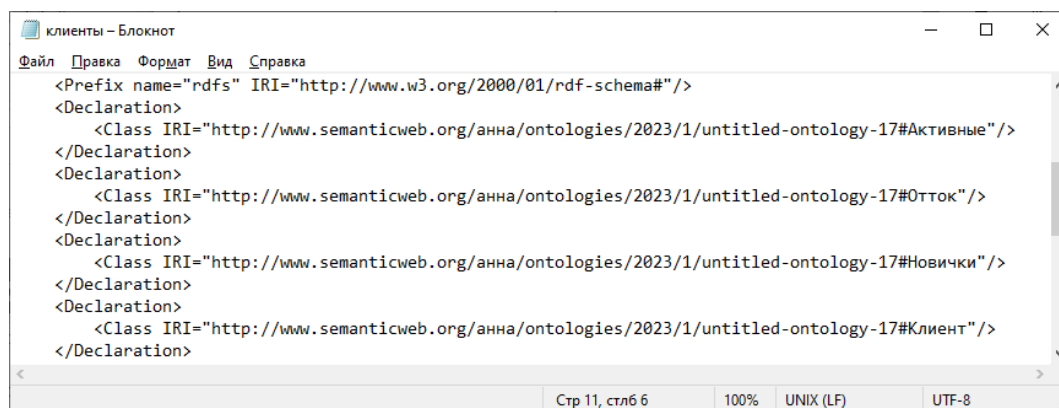 клиенты – Блокнот
Файл Правка Формат Вид Справка
<Prefix name="rdfs" IRI="http://www.w3.org/2000/01/rdf-schema#"/>
<Declaration>
<Class IRI="http://www.semanticweb.org/анна/ontologies/2023/1/untitled-ontology-17#Активные"/>
</Declaration>
<Declaration>
<Class IRI="http://www.semanticweb.org/анна/ontologies/2023/1/untitled-ontology-17#Отток"/>
</Declaration>
<Declaration>
<Class IRI="http://www.semanticweb.org/анна/ontologies/2023/1/untitled-ontology-17#Новички"/>
</Declaration>
<Declaration>
<Class IRI="http://www.semanticweb.org/анна/ontologies/2023/1/untitled-ontology-17#Клиент"/>
</Declaration>
Стр 11, стлб 6 100% UNIX (LF) UTF-8